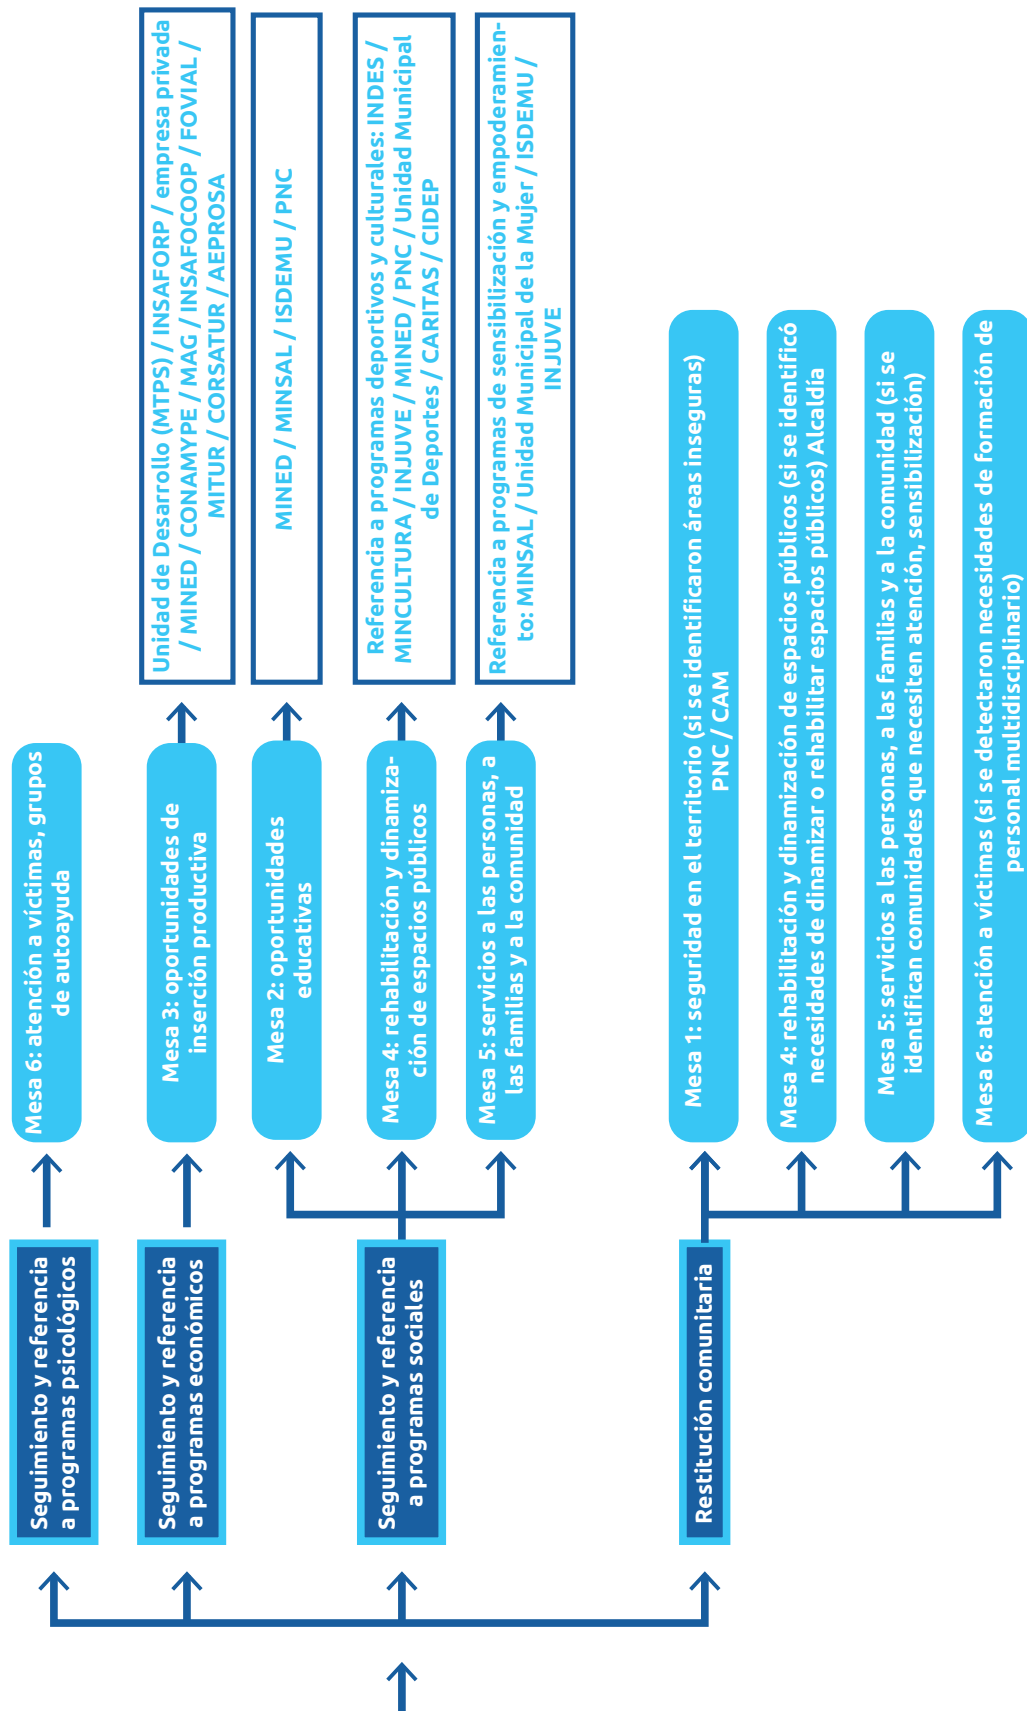 Seguimiento y referencia
a programas psicológicos
Mesa 6: atención a víctimas, grupos
de autoayuda
Seguimiento y referencia
a programas económicos
Mesa 3: oportunidades de
inserción productiva
Unidad de Desarrollo (MTPS) / INSAFORP / empresa privada
/ MINED / CONAMYPE / MAG / INSAFOCOOP / FOVIAL /
MITUR / CORSATUR / AEPROSA
Seguimiento y referencia
a programas sociales
Mesa 2: oportunidades
educativas
MINED / MINSAL / ISDEMU / PNC
Mesa 4: rehabilitación y dinamiza-
ción de espacios públicos
Referencia a programas deportivos y culturales: INDES /
MINCULTURA / INJUVE / MINED / PNC / Unidad Municipal
de Deportes / CARITAS / CIDEP
Mesa 5: servicios a las personas, a
las familias y a la comunidad
Referencia a programas de sensibilización y empoderamien-
to: MINSAL / Unidad Municipal de la Mujer / ISDEMU /
INJUVE
Restitución comunitaria
Mesa 1: seguridad en el territorio (si se identificaron áreas inseguras)
PNC / CAM
Mesa 4: rehabilitación y dinamización de espacios públicos (si se identificó
necesidades de dinamizar o rehabilitar espacios públicos) Alcaldía
Mesa 5: servicios a las personas, a las familias y a la comunidad (si se
identifican comunidades que necesiten atención, sensibilización)
Mesa 6: atención a víctimas (si se detectaron necesidades de formación de
personal multidisciplinario)